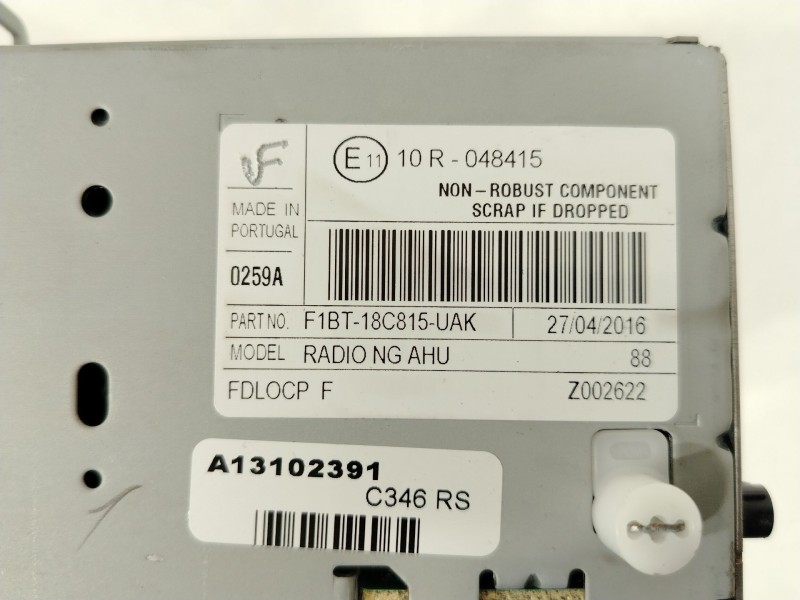 E 11 10 R - 048415
NON - ROBUST COMPONENT
SCRAP IF DROPPED
MADE IN
PORTUGAL
0259A
PART NO. F1BT-18C815-UAK 27/04/2016
MODEL RADIO NG AHU 88
FDLOCP F Z002622
A13102391
C346 RS